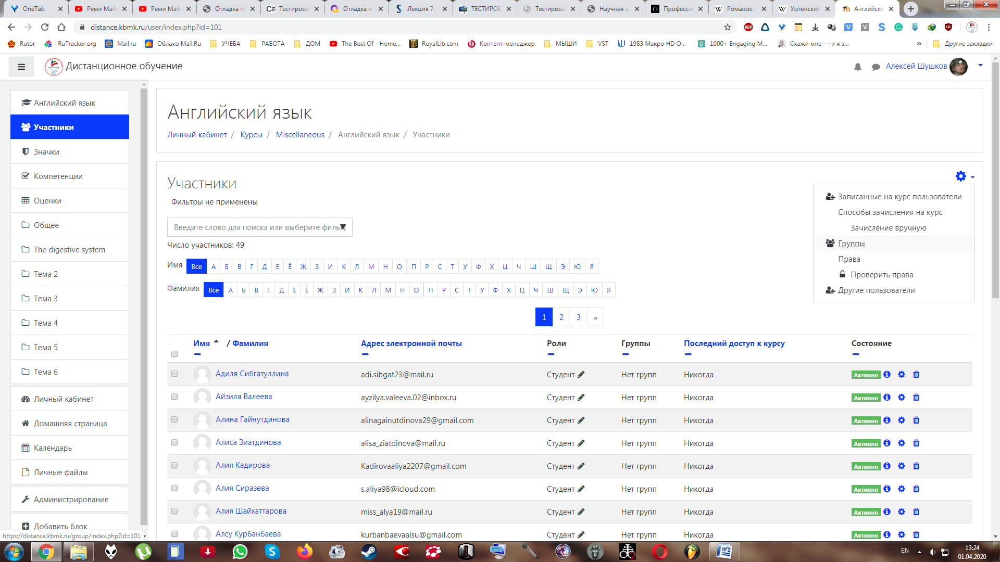 OneTab
Реми Майс
Реми Майс
Отладка пр
Тестирова
Отладка и
Лекция 7. Т
ТЕСТИРОВ
Тестирова
Научная эл
Професси
Романов,
Успенский
Английски
distance.kbmk.ru/user/index.php?id=101
Rutor
RuTracker.org
Mail.ru
Облако Mail.Ru
УЧЕБА
РАБОТА
ДОМ
The Best Of - Home...
RoyalLib.com
Контент-менеджер
МЫШИ
VST
1983 Макро HD O...
1000+ Engaging M...
Скажи мне — и я з...
»
Другие закладки
Дистанционное обучение
Алексей Шушков
Английский язык
Участники
Значки
Компетенции
Оценки
Общее
The digestive system
Тема 2
Тема 3
Тема 4
Тема 5
Тема 6
Личный кабинет
Домашняя страница
Календарь
Личные файлы
Администрирование
Добавить блок
https://distance.kbmk.ru/group/index.php?id=101
Английский язык
Личный кабинет / Курсы / Miscellaneous / Английский язык / Участники
Участники
Фильтры не применены
Введите слово для поиска или выберите фильт
Число участников: 49
Имя Все А Б В Г Д Е Ё Ж З И К Л М Н О П Р С Т У Ф Х Ц Ч Ш Щ Э Ю Я
Фамилия Все А Б В Г Д Е Ё Ж З И К Л М Н О П Р С Т У Ф Х Ц Ч Ш Щ Э Ю Я
Записанные на курс пользователи
Способы зачисления на курс
Зачисление вручную
Группы
Права
Проверить права
Другие пользователи
1 2 3 »
Имя / Фамилия Адрес электронной почты Роли Группы Последний доступ к курсу Состояние
Адиля Сибгатуллина adi.sibgat23@mail.ru Студент Нет групп Никогда Активно
Айзиля Валеева ayzilya.valeeva.02@inbox.ru Студент Нет групп Никогда Активно
Алина Гайнутдинова alinagainutdinova29@gmail.com Студент Нет групп Никогда Активно
Алиса Зиатдинова alisa_ziatdinova@mail.ru Студент Нет групп Никогда Активно
Алия Кадирова Kadirovaaliya2207@gmail.com Студент Нет групп Никогда Активно
Алия Сиразева s.aliya98@icloud.com Студент Нет групп Никогда Активно
Алия Шайхаттарова miss_alya19@mail.ru Студент Нет групп Никогда Активно
Алсу Курбанбаева kurbanbaevaalsu@gmail.com Студент Нет групп Никогда Активно
EN
13:24
01.04.2020